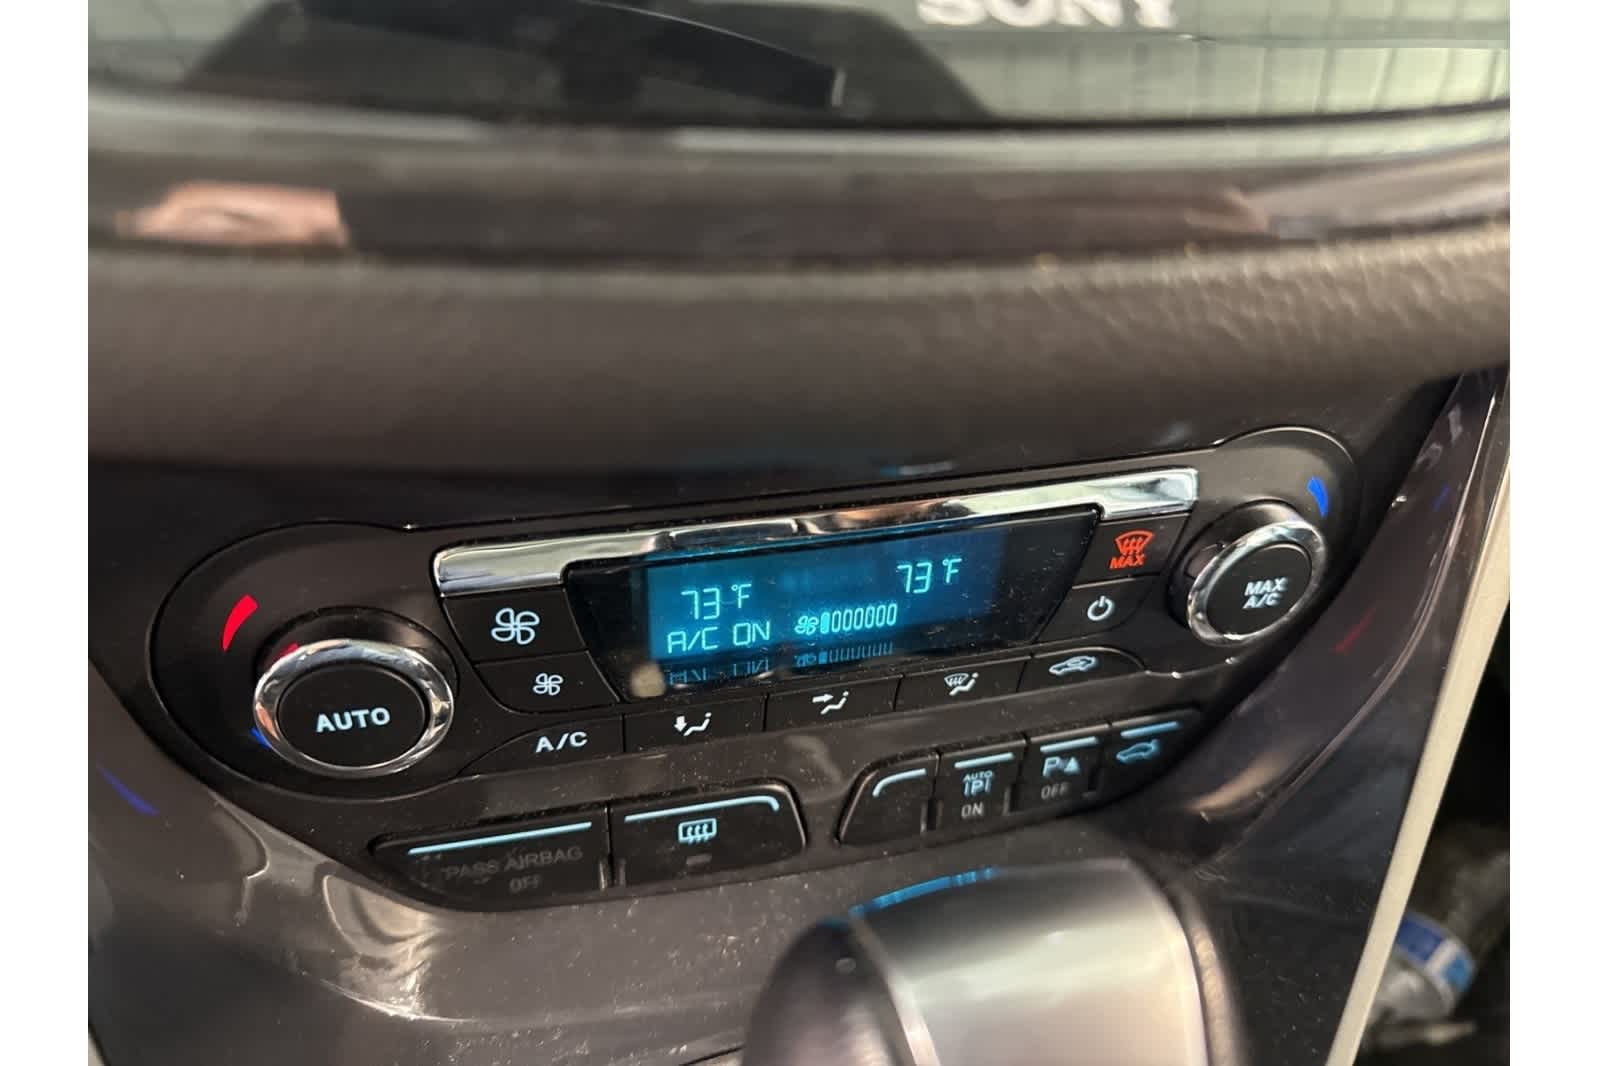 SONY
73°F
73°F
A/C ON
MAX
MAX
A/C
AUTO
A/C
AUTO
(P)
ON
P
OFF
PASS AIRBAG
OFF